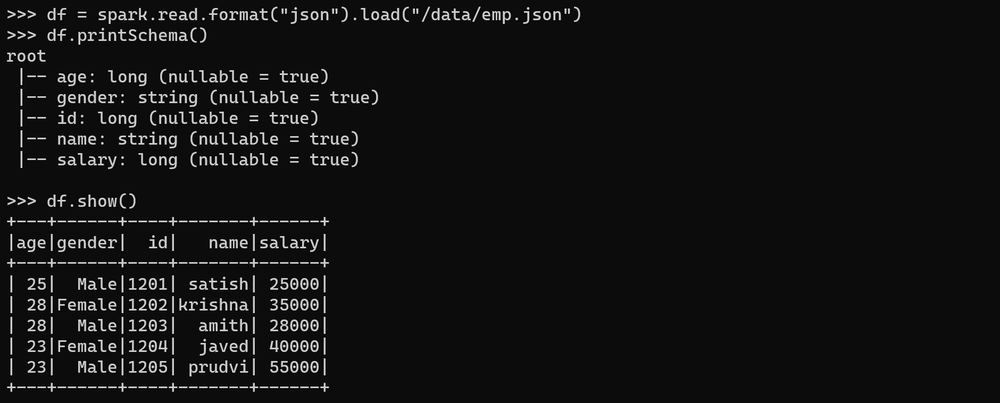 >>> df = spark.read.format("json").load("/data/emp.json")
>>> df.printSchema()
root
 |-- age: long (nullable = true)
 |-- gender: string (nullable = true)
 |-- id: long (nullable = true)
 |-- name: string (nullable = true)
 |-- salary: long (nullable = true)

>>> df.show()
+---+------+----+-------+------+
|age|gender|  id|   name|salary|
+---+------+----+-------+------+
| 25|  Male|1201| satish| 25000|
| 28|Female|1202|krishna| 35000|
| 28|  Male|1203|  amith| 28000|
| 23|Female|1204|  javed| 40000|
| 23|  Male|1205| prudvi| 55000|
+---+------+----+-------+------+